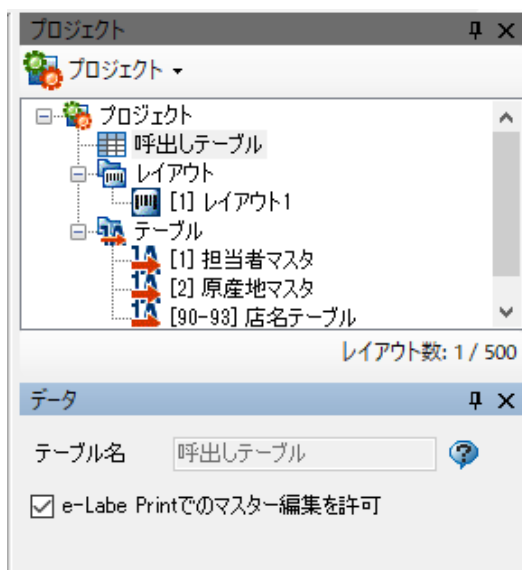 プロジェクト
プロジェクト
プロジェクト
呼出しテーブル
レイアウト
[1] レイアウト1
テーブル
[1] 担当者マスタ
[2] 原産地マスタ
[90-93] 店名テーブル
レイアウト数: 1 / 500
データ
テーブル名 呼出しテーブル
e-Labe Printでのマスター編集を許可